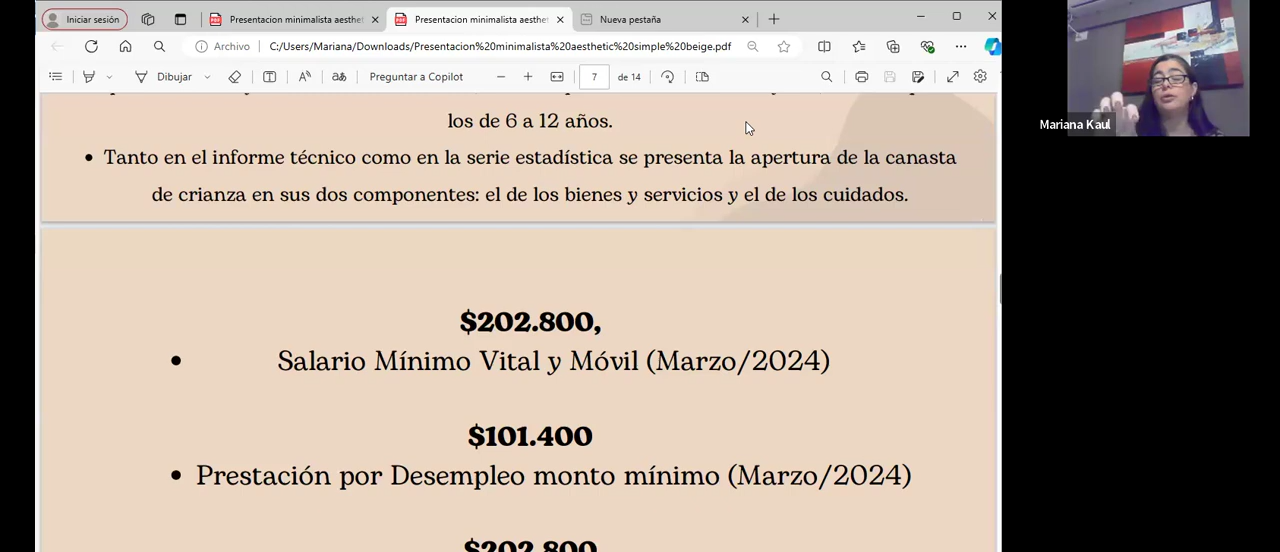 Iniciar sesión
Presentacion minimalista aesthet
Presentacion minimalista aesthet
Nueva pestaña
Archivo
C:/Users/Mariana/Downloads/Presentacion%20minimalista%20aesthetic%20simple%20beige.pdf
Dibujar
Preguntar a Copilot
7
de 14
los de 6 a 12 años.
• Tanto en el informe técnico como en la serie estadística se presenta la apertura de la canasta
de crianza en sus dos componentes: el de los bienes y servicios y el de los cuidados.
$202.800,
• Salario Mínimo Vital y Móvil (Marzo/2024)
$101.400
• Prestación por Desempleo monto mínimo (Marzo/2024)
$202.800
Mariana Kaul